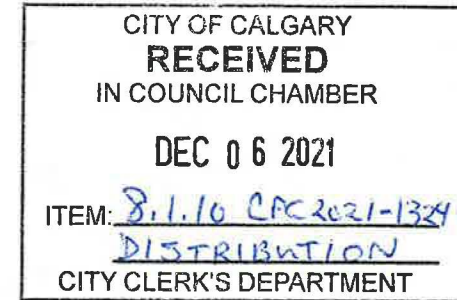 CITY OF CALGARY
RECEIVED
IN COUNCIL CHAMBER
DEC 06 2021
ITEM: 8.1.10 CPC2021-1324
DISTRIBUTION
CITY CLERK'S DEPARTMENT